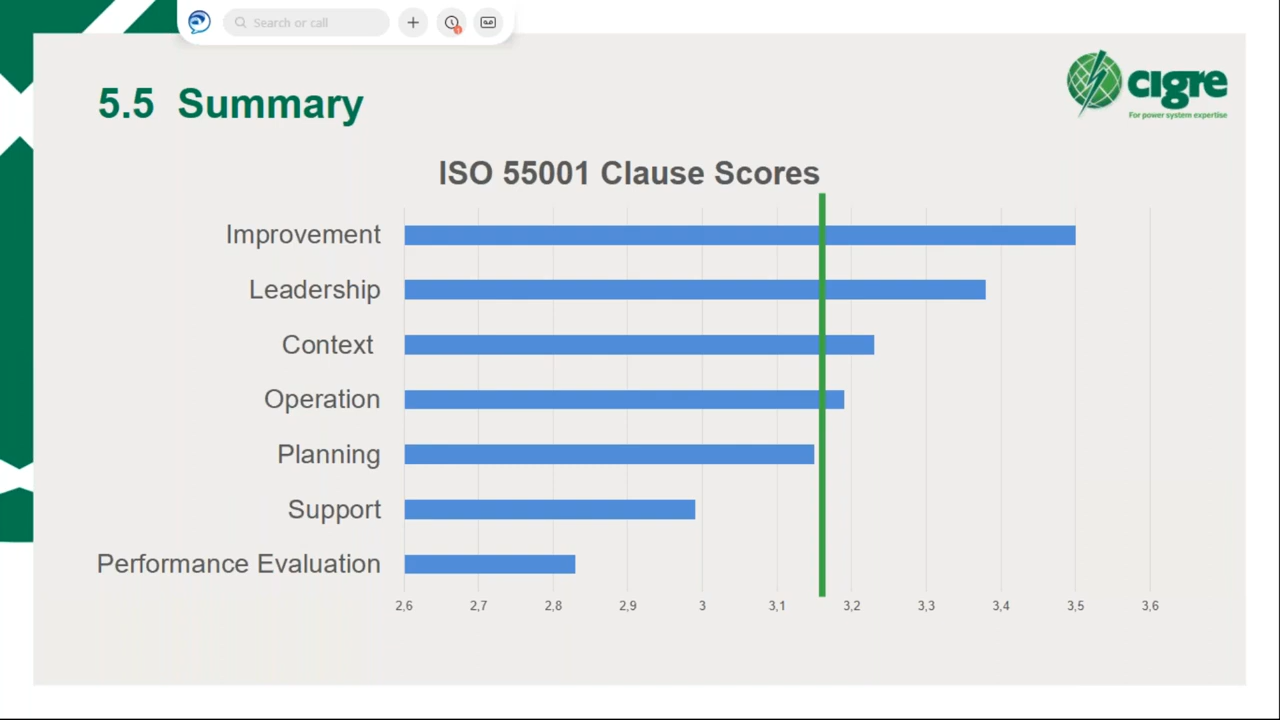 Search or call
cigre
For power system expertise
5.5 Summary
ISO 55001 Clause Scores
Improvement
Leadership
Context
Operation
Planning
Support
Performance Evaluation
2,6 2,7 2,8 2,9 3 3,1 3,2 3,3 3,4 3,5 3,6